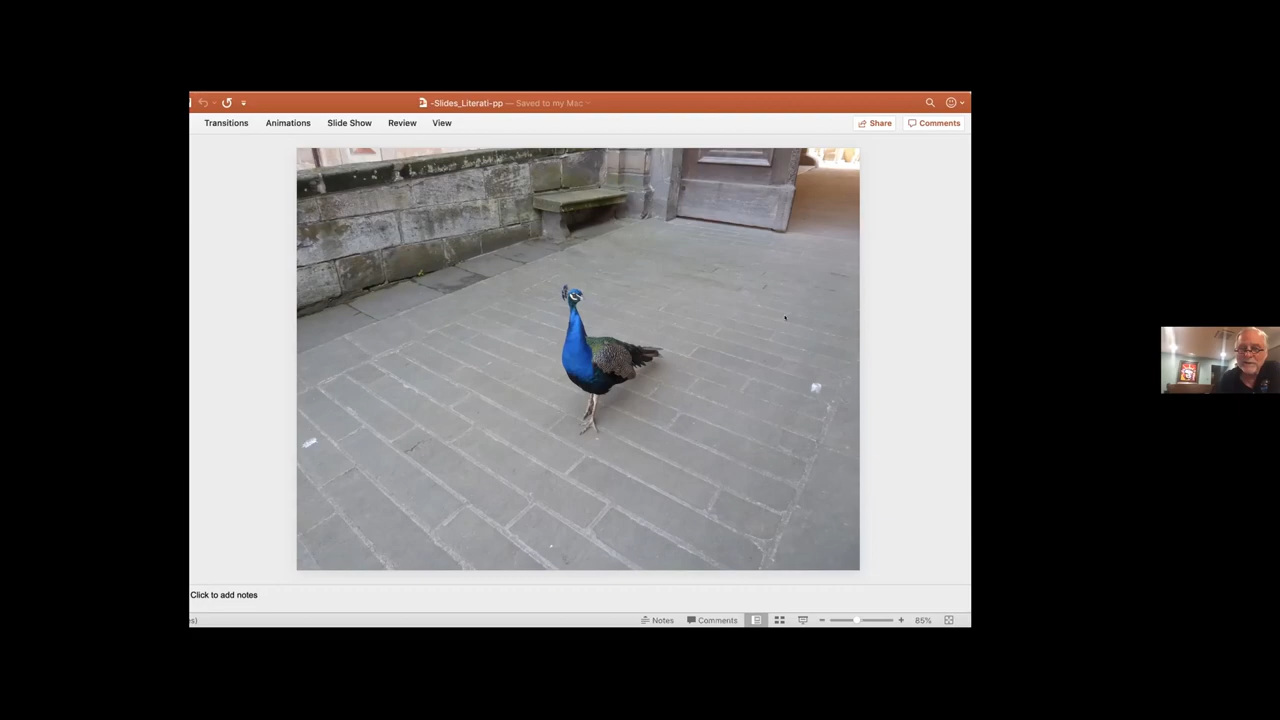 -Slides_Literati-pp — Saved to my Mac
Transitions Animations Slide Show Review View Share Comments
Click to add notes
s) Notes Comments 85%